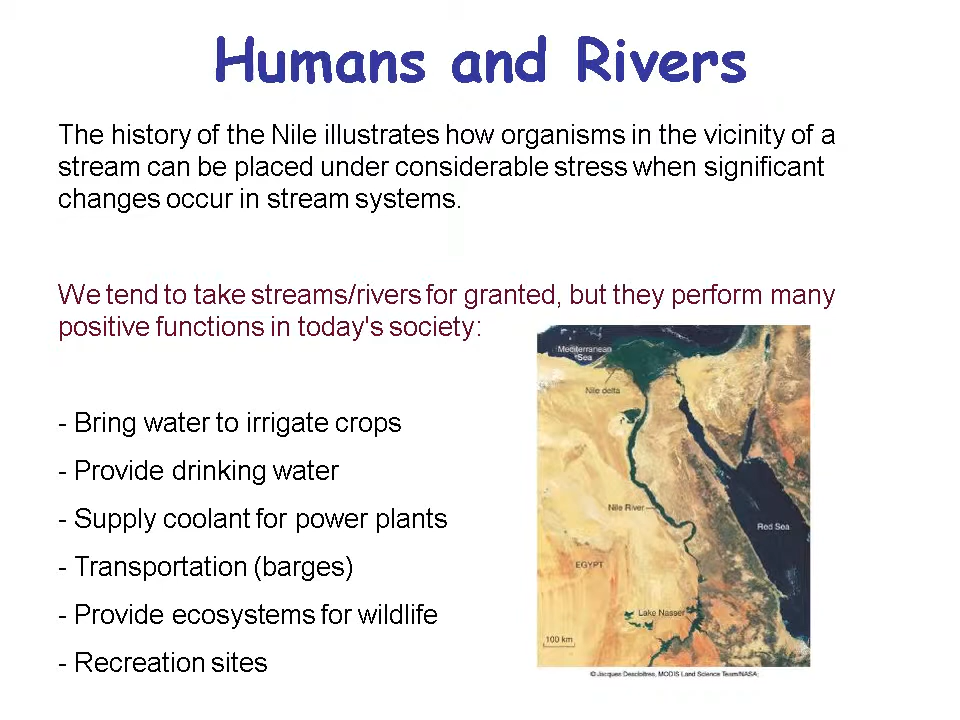 Humans and Rivers
The history of the Nile illustrates how organisms in the vicinity of a
stream can be placed under considerable stress when significant
changes occur in stream systems.
We tend to take streams/rivers for granted, but they perform many
positive functions in today's society:
- Bring water to irrigate crops
- Provide drinking water
- Supply coolant for power plants
- Transportation (barges)
- Provide ecosystems for wildlife
- Recreation sites
Mediterranean
Sea
Nile delta
Nile River
Red Sea
EGYPT
Lake Nasser
100 km
© Jacques Descloitres, MODIS Land Science Team/NASA